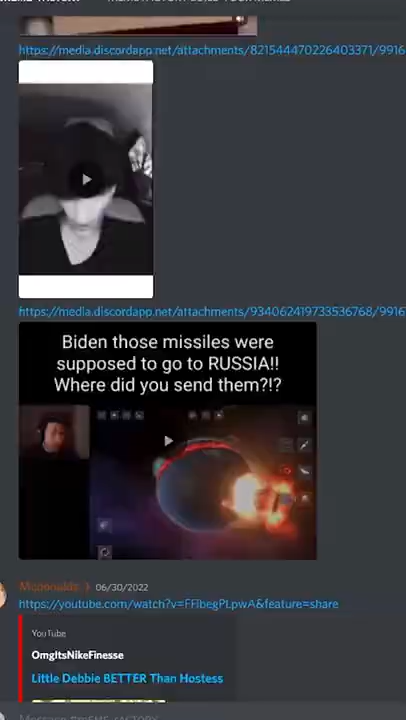 https://media.discordapp.net/attachments/821544470226403371/9916
https://media.discordapp.net/attachments/934062419733536768/9916
Biden those missiles were
supposed to go to RUSSIA!!
Where did you send them?!?
Mcdonalds 06/30/2022
https://youtube.com/watch?v=FFlbegPLpwA&feature=share
YouTube
OmgItsNikeFinesse
Little Debbie BETTER Than Hostess